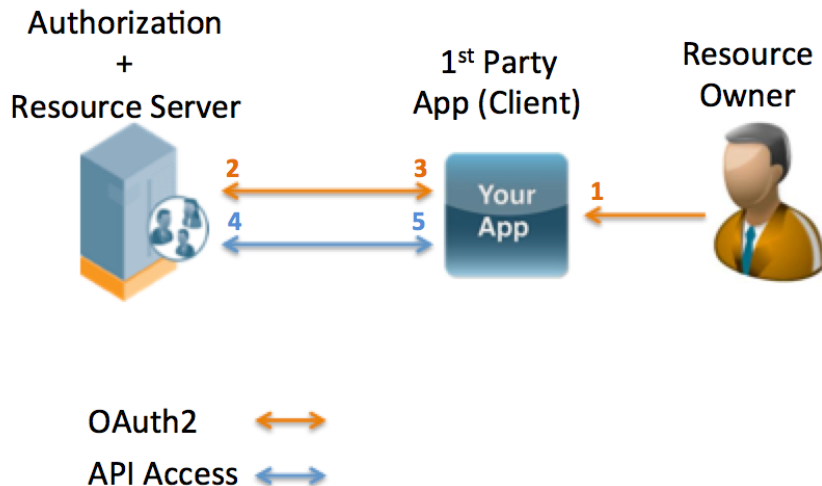 Authorization
+
Resource Server
1st Party
App (Client)
Resource
Owner
2
3
1
4
5
Your
App
OAuth2
API Access